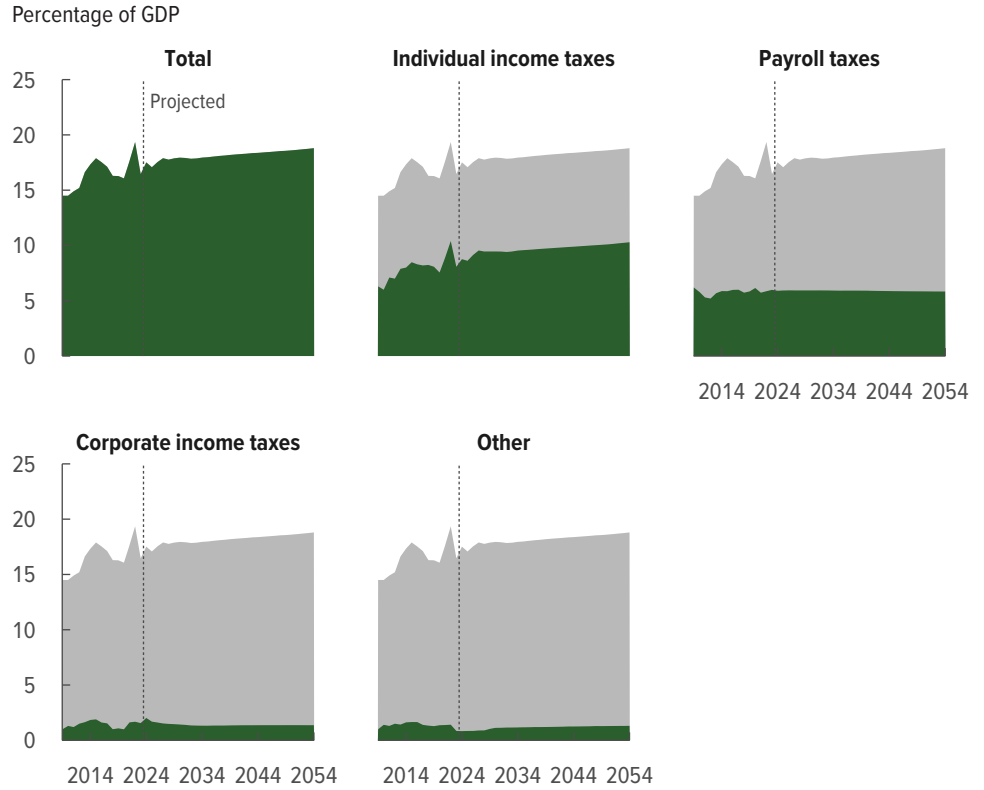 Percentage of GDP
Total
Individual income taxes
Payroll taxes
25
Projected
20
15
10
5
0
2014 2024 2034 2044 2054
Corporate income taxes
Other
25
20
15
10
5
0
2014 2024 2034 2044 2054
2014 2024 2034 2044 2054